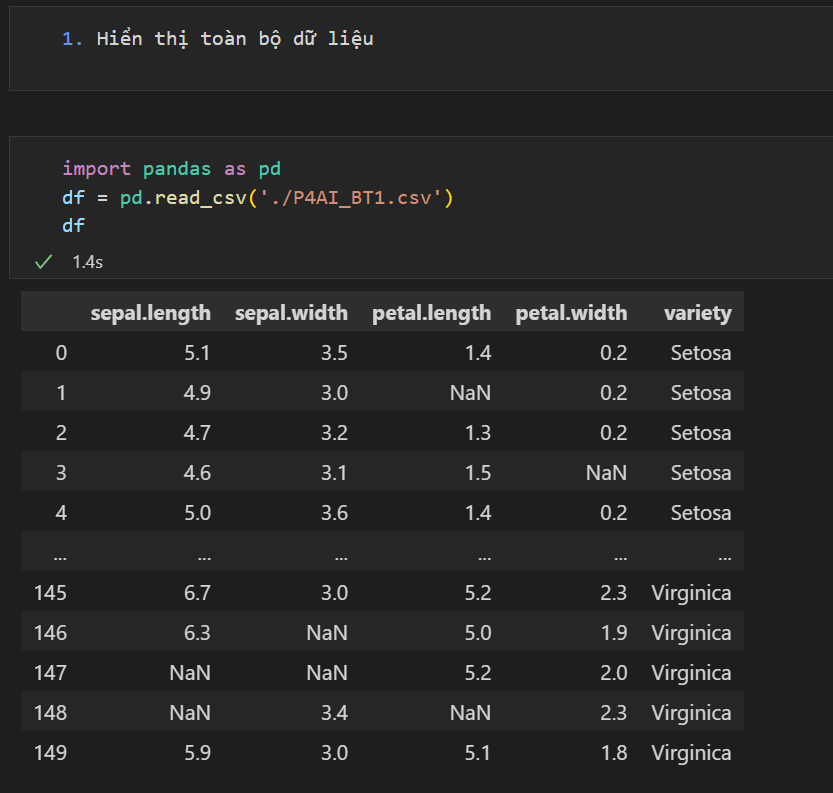 1. Hiển thị toàn bộ dữ liệu
import pandas as pd
df = pd.read_csv('./P4AI_BT1.csv')
df
1.4s
sepal.length sepal.width petal.length petal.width variety
0 5.1 3.5 1.4 0.2 Setosa
1 4.9 3.0 NaN 0.2 Setosa
2 4.7 3.2 1.3 0.2 Setosa
3 4.6 3.1 1.5 NaN Setosa
4 5.0 3.6 1.4 0.2 Setosa
... ... ... ... ... ...
145 6.7 3.0 5.2 2.3 Virginica
146 6.3 NaN 5.0 1.9 Virginica
147 NaN NaN 5.2 2.0 Virginica
148 NaN 3.4 NaN 2.3 Virginica
149 5.9 3.0 5.1 1.8 Virginica